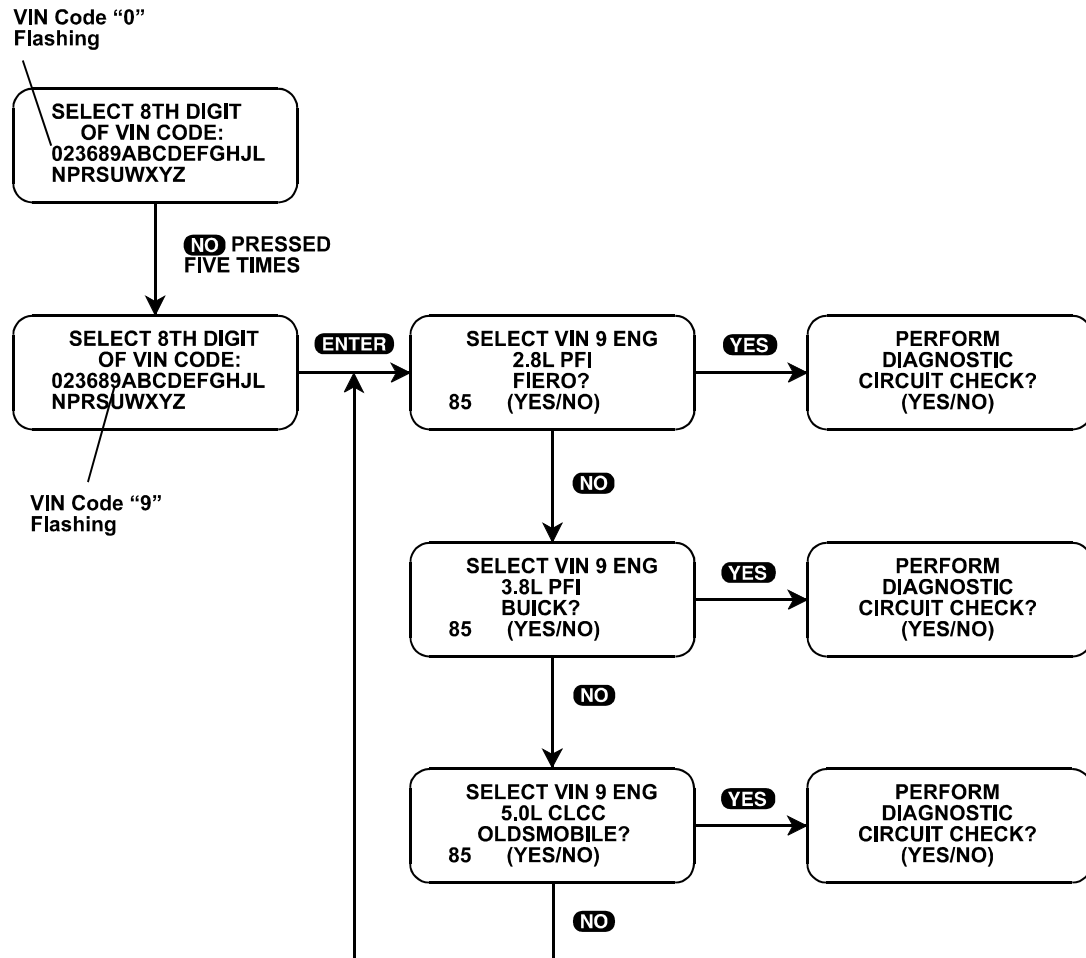 VIN Code “0”
Flashing
SELECT 8TH DIGIT
OF VIN CODE:
023689ABCDEFGHJL
NPRSUWXYZ
NO PRESSED
FIVE TIMES
SELECT 8TH DIGIT
OF VIN CODE:
023689ABCDEFGHJL
NPRSUWXYZ
VIN Code “9”
Flashing
ENTER
SELECT VIN 9 ENG
2.8L PFI
FIERO?
85 (YES/NO)
YES
PERFORM
DIAGNOSTIC
CIRCUIT CHECK?
(YES/NO)
NO
SELECT VIN 9 ENG
3.8L PFI
BUICK?
85 (YES/NO)
YES
PERFORM
DIAGNOSTIC
CIRCUIT CHECK?
(YES/NO)
NO
SELECT VIN 9 ENG
5.0L CLCC
OLDSMOBILE?
85 (YES/NO)
YES
PERFORM
DIAGNOSTIC
CIRCUIT CHECK?
(YES/NO)
NO